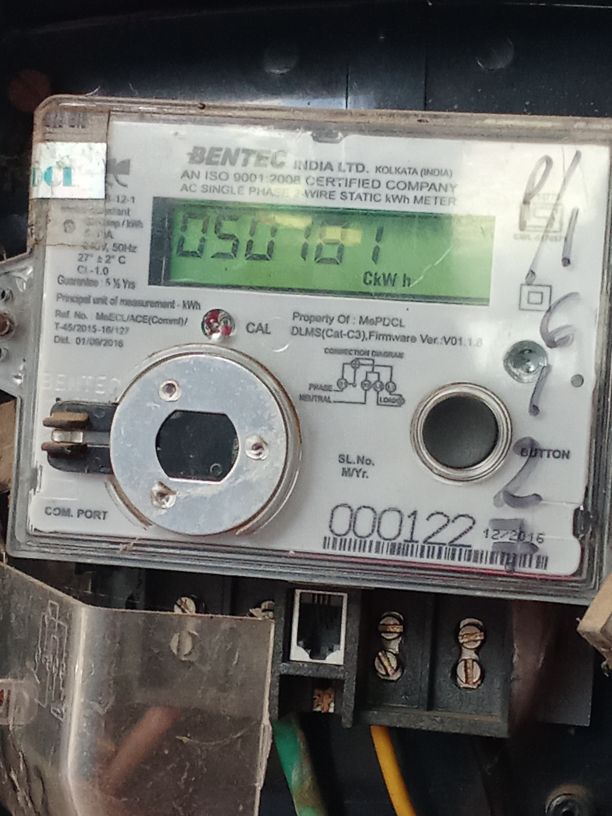 BENTEC INDIA LTD. KOLKATA (INDIA)
AN ISO 9001:2008 CERTIFIED COMPANY
AC SINGLE PHASE 2-WIRE STATIC kWh METER
050761
CkW h
240V, 50Hz
27° ± 2° C
CL-1.0
Guarantee : 5 ½ Yrs
Principal unit of measurement - kWh
Ref. No. : MeECL/ACE(Comml)/
T-45/2015-16/127
Dtd. 01/09/2016
CAL
Property Of : MePDCL
DLMS(Cat-C3),Firmware Ver.:V01.1.8
CONNECTION DIAGRAM
PHASE
NEUTRAL
LOAD
BENTEC
BUTTON
SL.No.
M/Yr.
COM. PORT
000122 12/2016